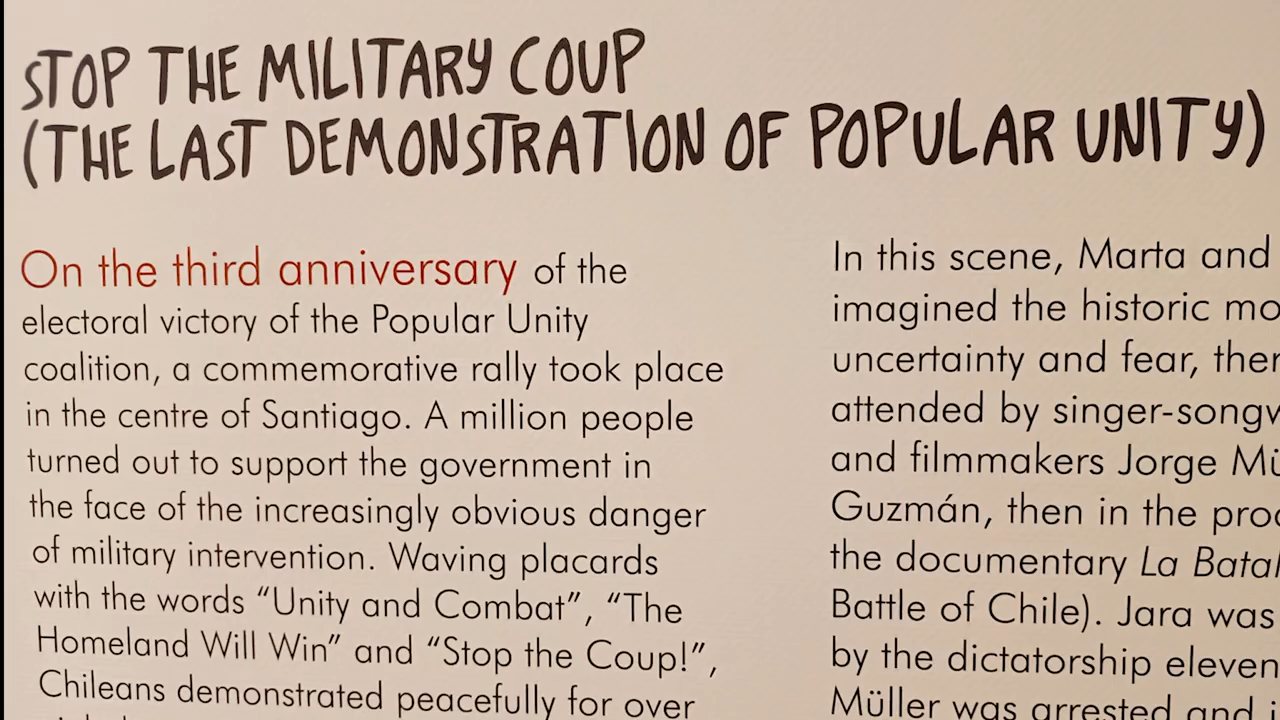 STOP THE MILITARY COUP
(THE LAST DEMONSTRATION OF POPULAR UNITY)
On the third anniversary of the
electoral victory of the Popular Unity
coalition, a commemorative rally took place
in the centre of Santiago. A million people
turned out to support the government in
the face of the increasingly obvious danger
of military intervention. Waving placards
with the words “Unity and Combat”, “The
Homeland Will Win” and “Stop the Coup!”,
Chileans demonstrated peacefully for over
In this scene, Marta and
imagined the historic
uncertainty and fear,
attended by
and filmmakers Jorge
Guzmán, then in the
the documentary La
Battle of Chile). Jara was
by the dictatorship eleven
Müller was arrested and